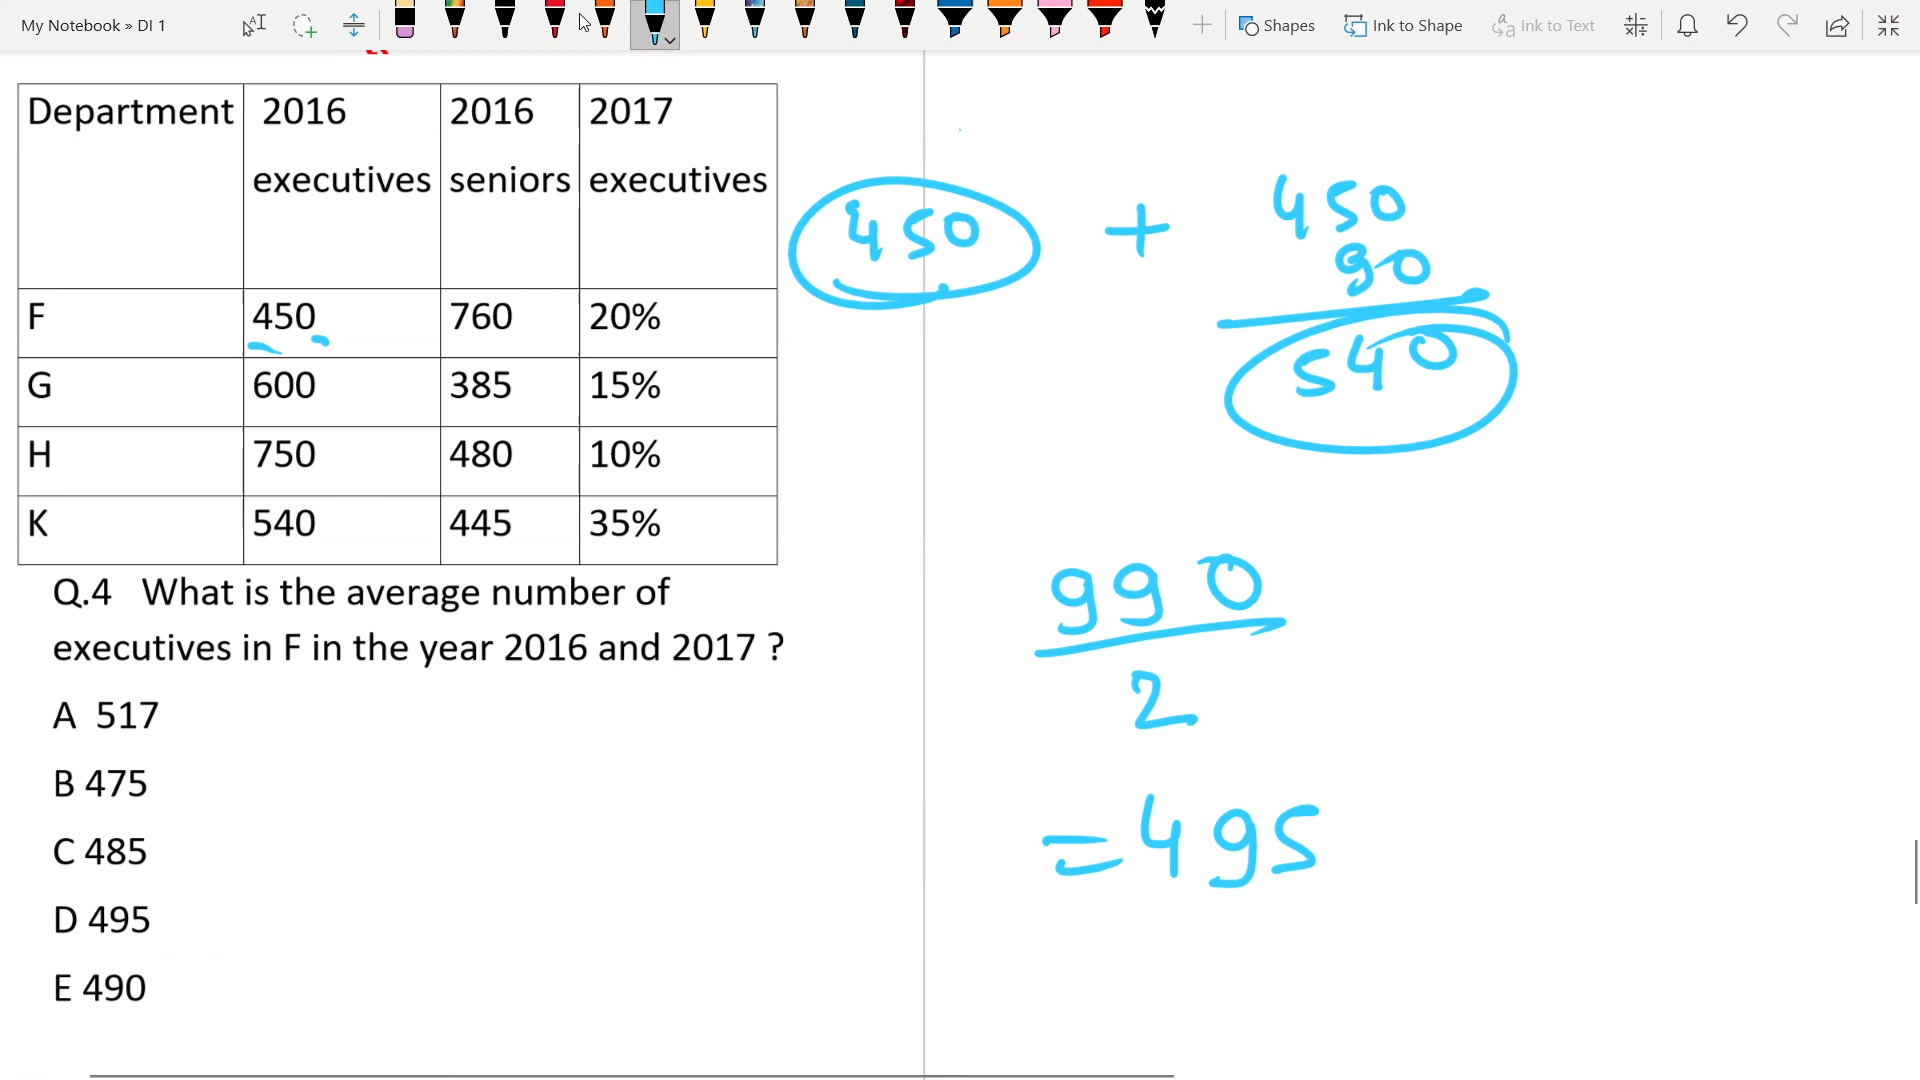 My Notebook » DI 1
Shapes
Ink to Shape
Ink to Text
Department 2016 executives 2016 seniors 2017 executives
F 450 760 20%
G 600 385 15%
H 750 480 10%
K 540 445 35%
Q.4 What is the average number of
executives in F in the year 2016 and 2017 ?
A 517
B 475
C 485
D 495
E 490
450 + 450
90
540
990
2
= 495